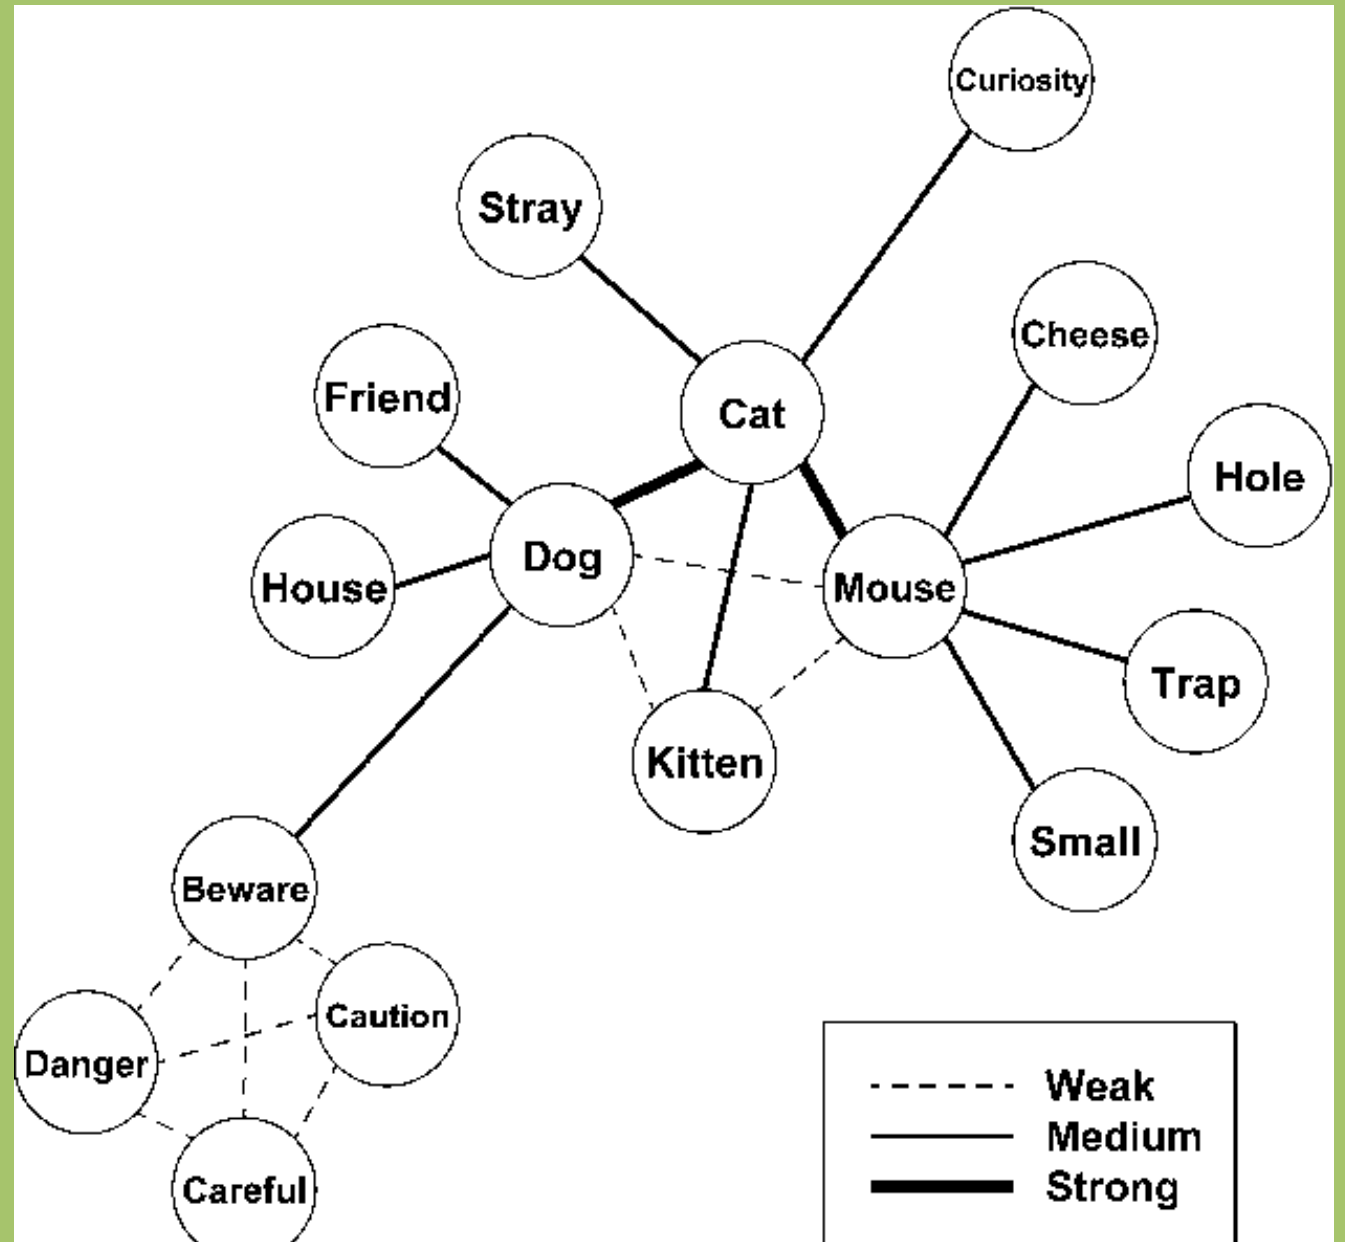 Curiosity
Stray
Cheese
Friend
Cat
Hole
Dog
House
Mouse
Trap
Kitten
Small
Beware
Caution
Danger
Careful
Weak
Medium
Strong